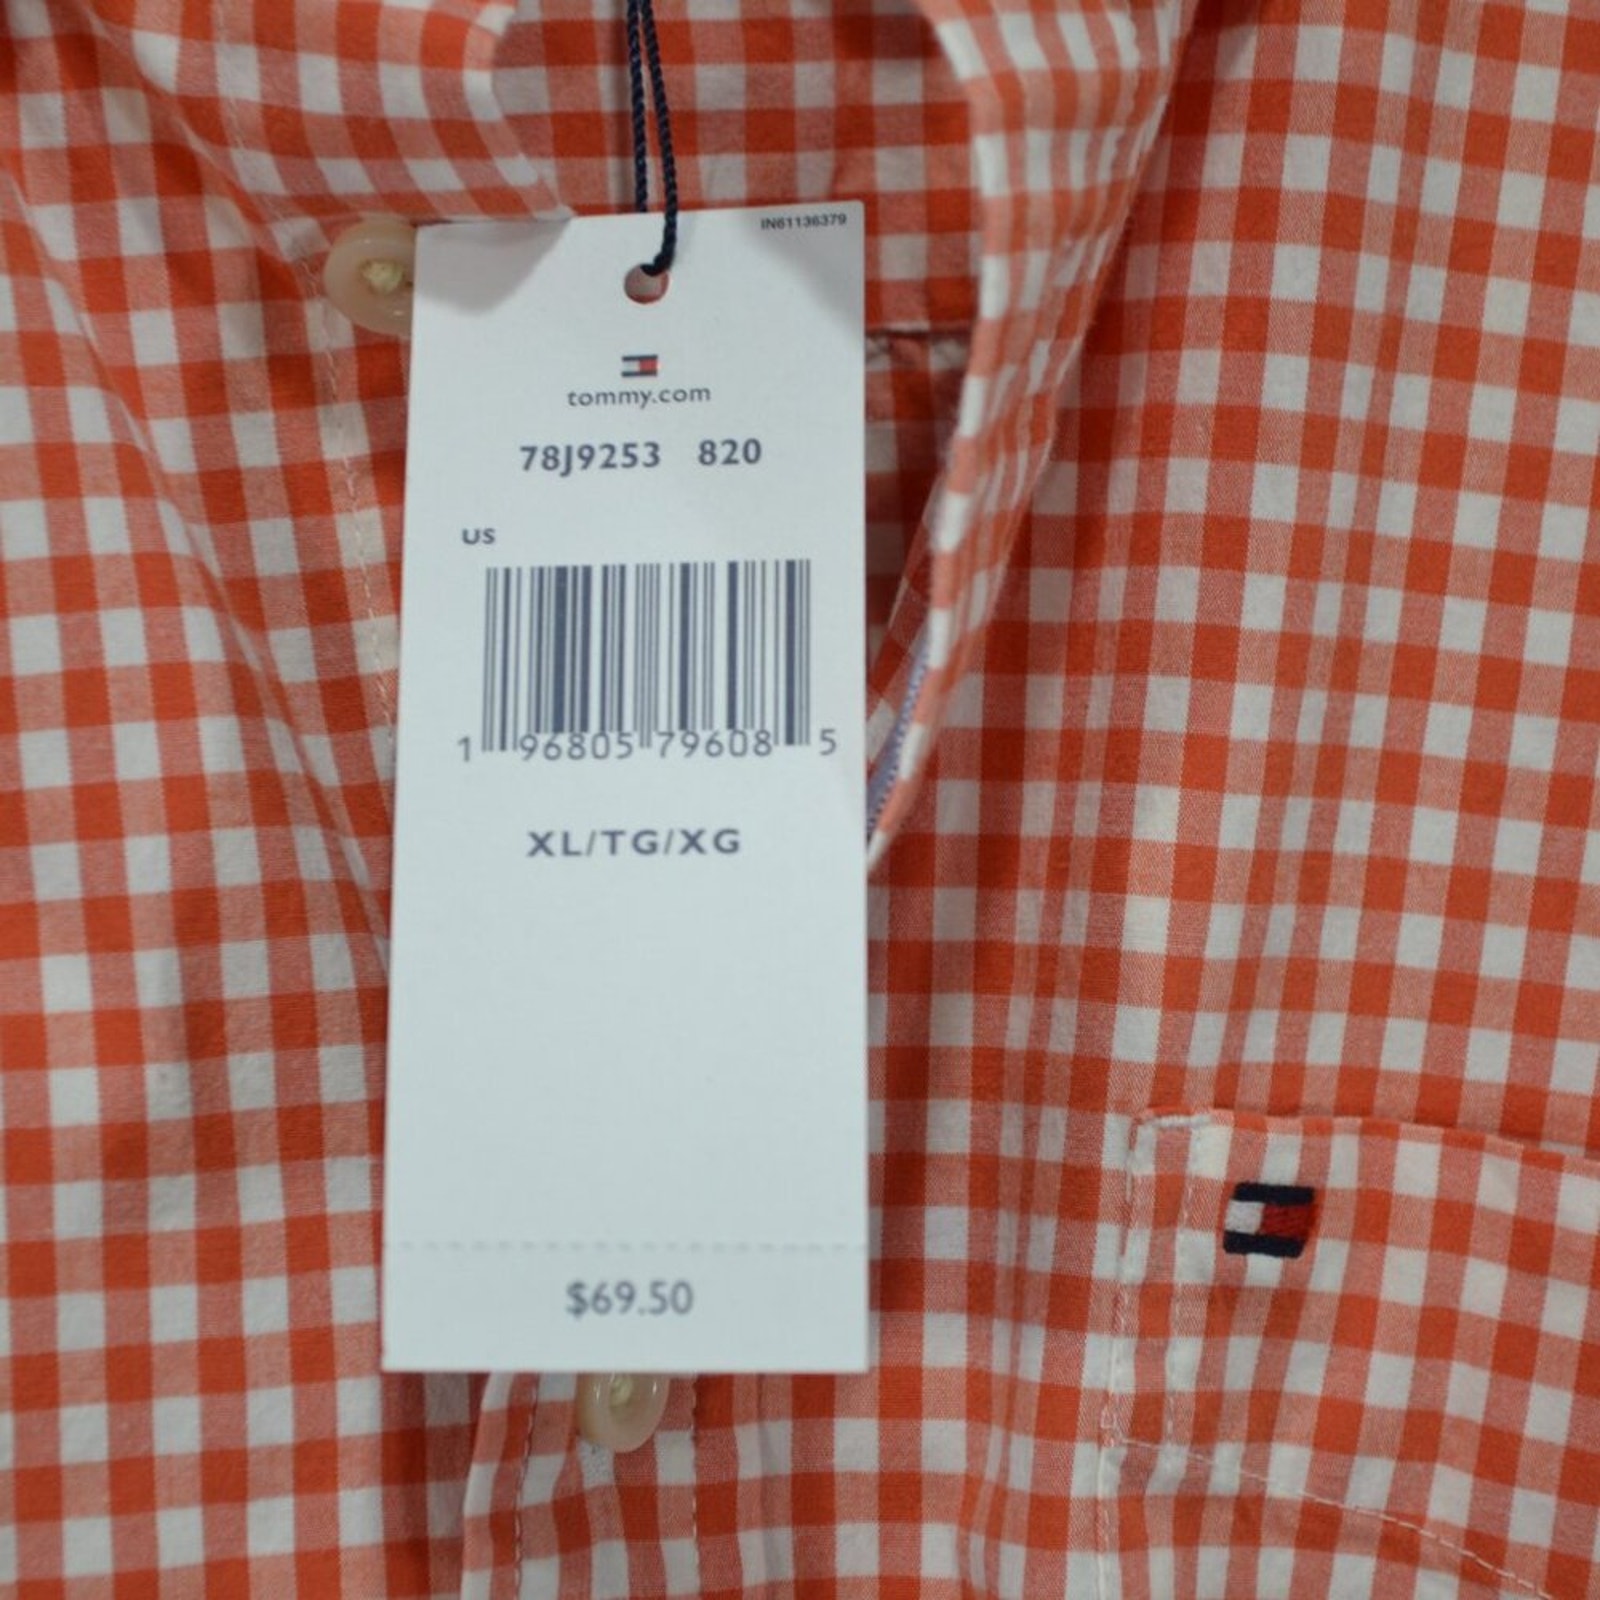 IN61136379
tommy.com
78J9253 820
US
1 96805 79608 5
XL/TG/XG
$69.50